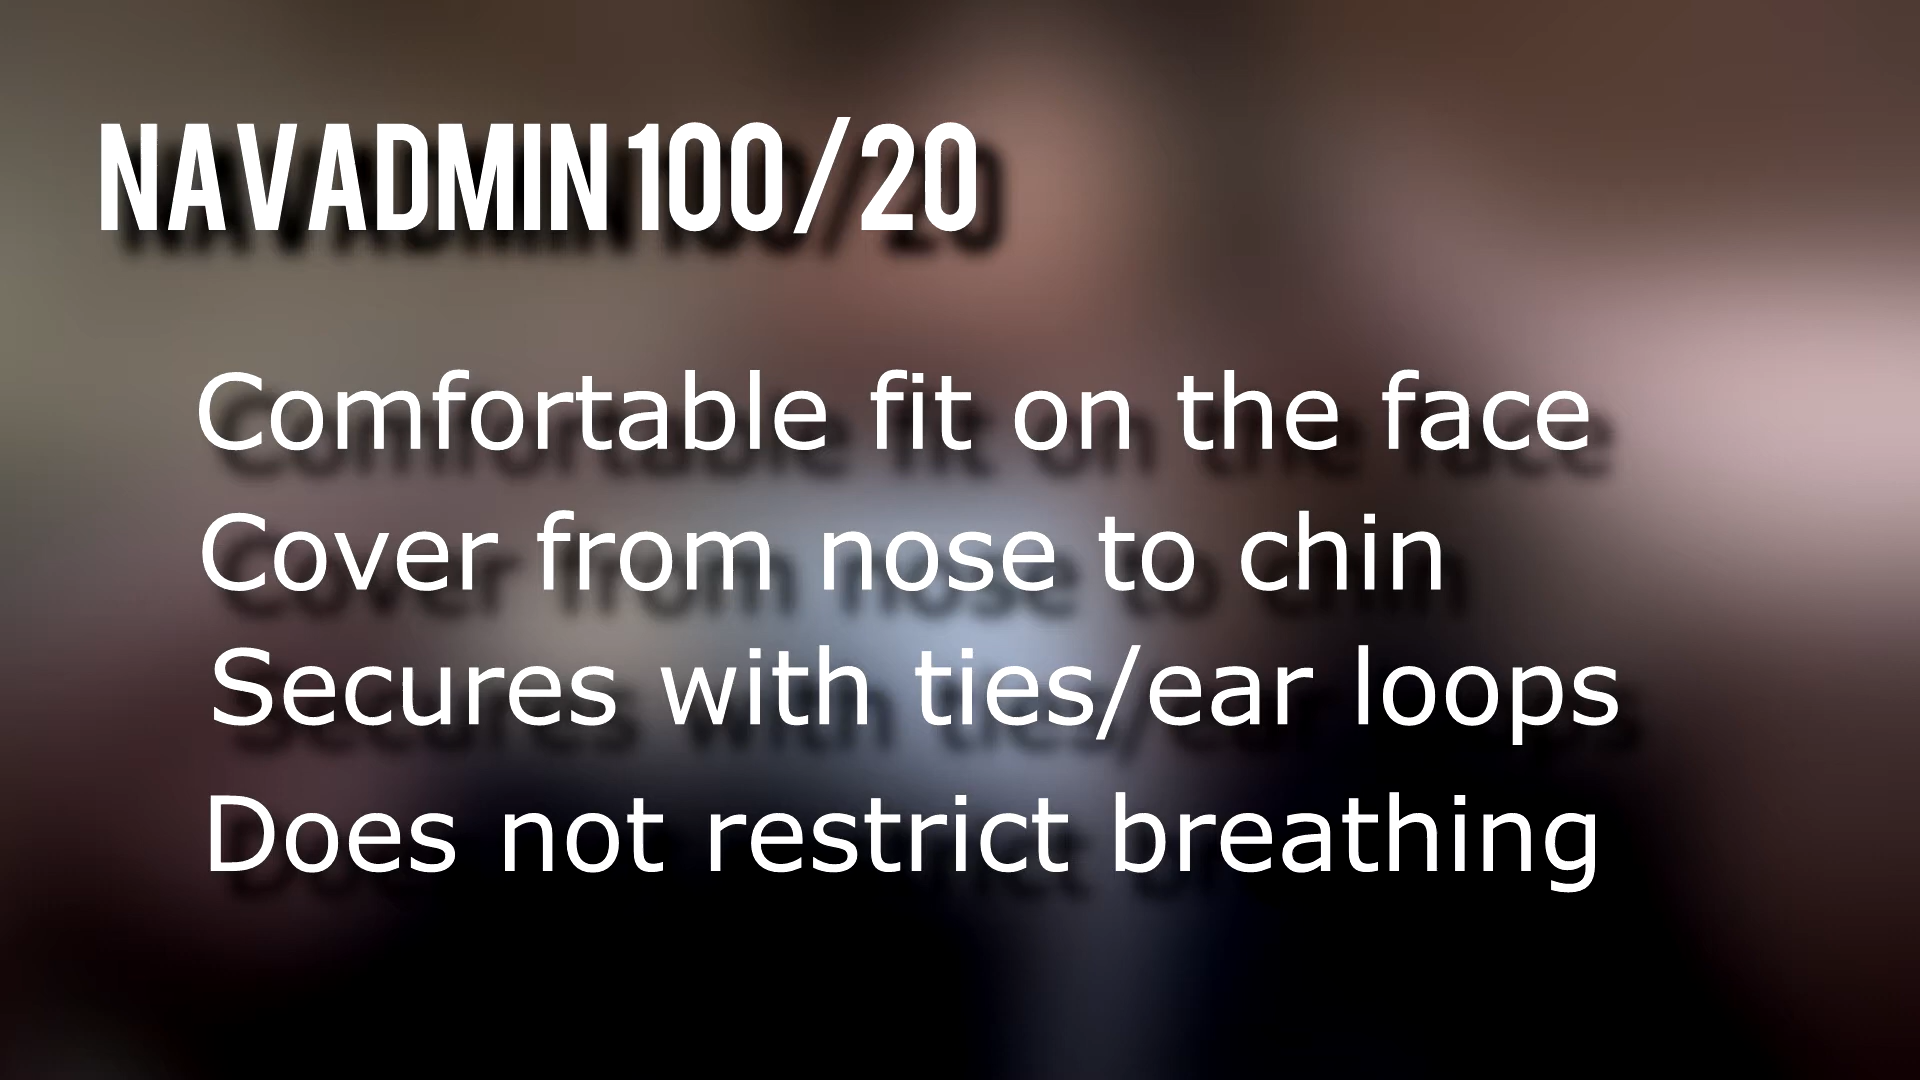 NAVADMIN 100/20
Comfortable fit on the face
Cover from nose to chin
Secures with ties/ear loops
Does not restrict breathing